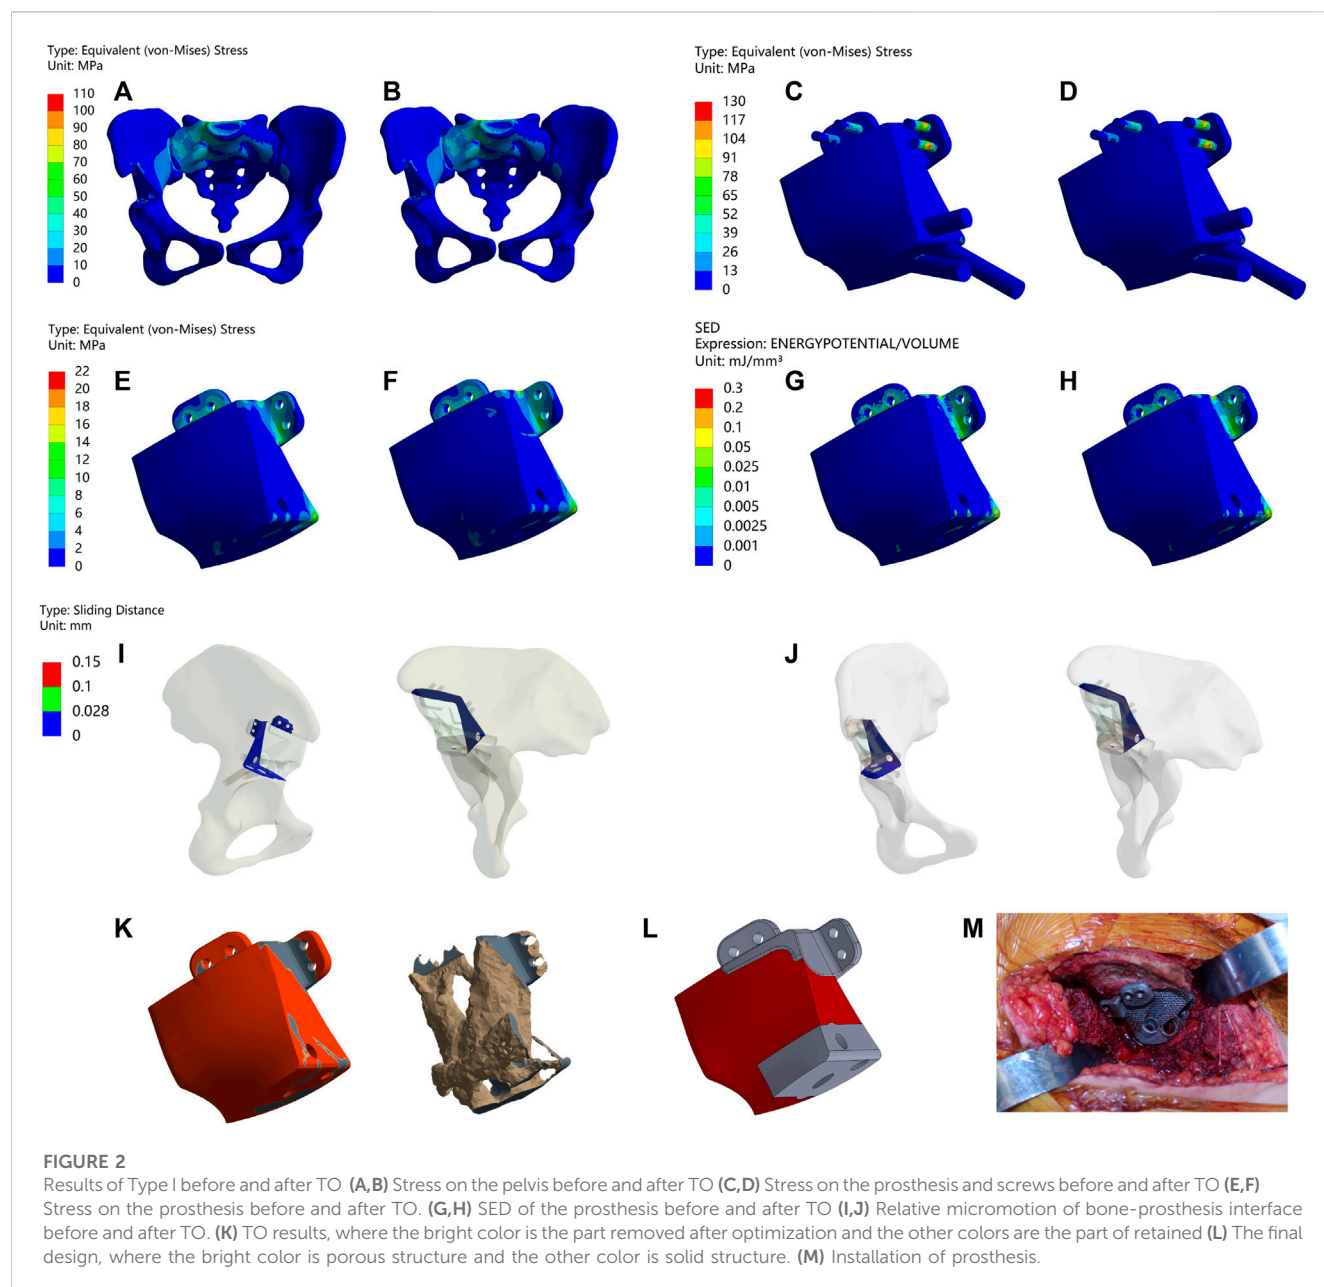 Type: Equivalent (von-Mises) Stress
Unit: MPa
110
100
90
80
70
60
50
40
30
20
10
0
A
B
Type: Equivalent (von-Mises) Stress
Unit: MPa
130
117
104
91
78
65
52
39
26
13
0
C
D
Type: Equivalent (von-Mises) Stress
Unit: MPa
22
20
18
16
14
12
10
8
6
4
2
0
E
F
SED
Expression: ENERGYPOTENTIAL/VOLUME
Unit: mJ/mm³
0.3
0.2
0.1
0.05
0.025
0.01
0.005
0.0025
0.001
0
G
H
Type: Sliding Distance
Unit: mm
0.15
0.1
0.028
0
I
J
K
L
M
FIGURE 2
Results of Type I before and after TO (A,B) Stress on the pelvis before and after TO (C,D) Stress on the prosthesis and screws before and after TO (E,F)
Stress on the prosthesis before and after TO. (G,H) SED of the prosthesis before and after TO (I,J) Relative micromotion of bone-prosthesis interface
before and after TO. (K) TO results, where the bright color is the part removed after optimization and the other colors are the part of retained (L) The final
design, where the bright color is porous structure and the other color is solid structure. (M) Installation of prosthesis.